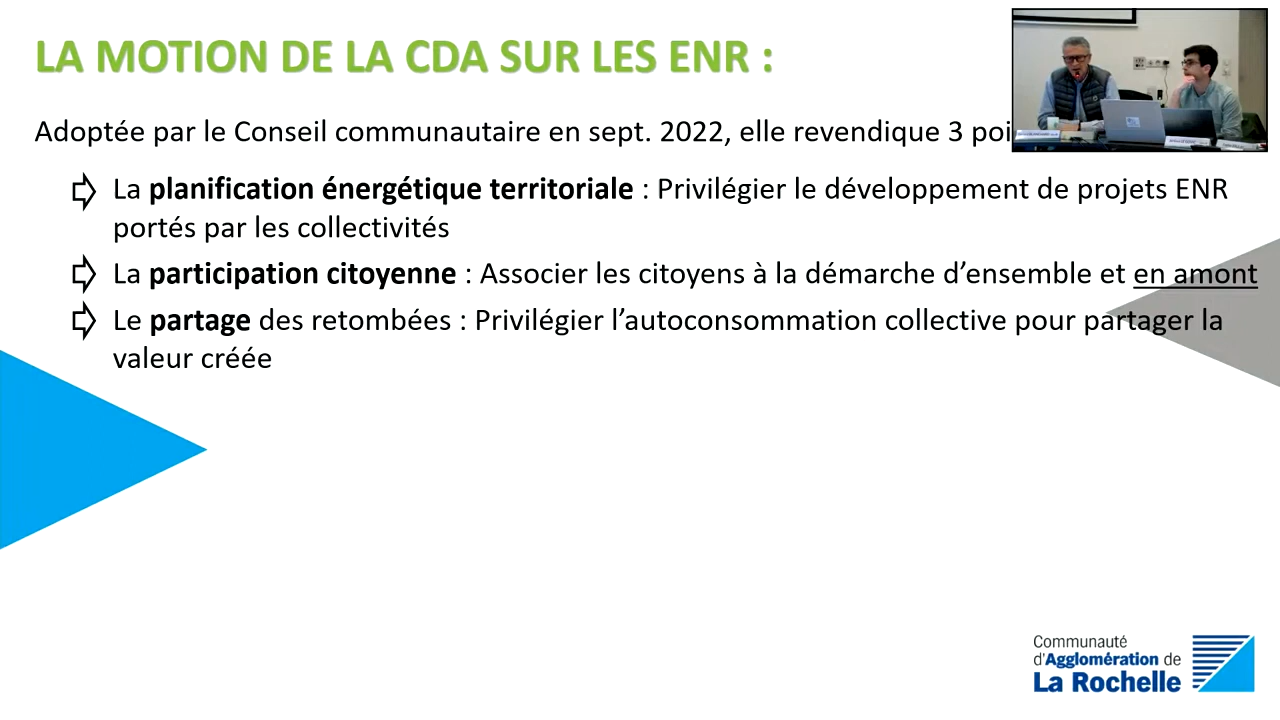 LA MOTION DE LA CDA SUR LES ENR :
Adoptée par le Conseil communautaire en sept. 2022, elle revendique 3
La planification énergétique territoriale : Privilégier le développement de projets ENR
portés par les collectivités
La participation citoyenne : Associer les citoyens à la démarche d’ensemble et en amont
Le partage des retombées : Privilégier l’autoconsommation collective pour partager la
valeur créée
Communauté
d'Agglomération de
La Rochelle